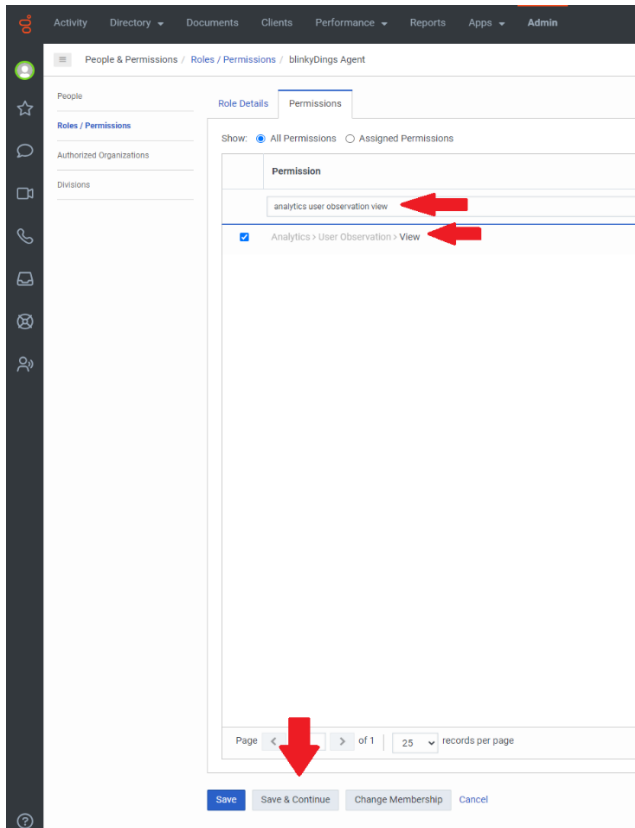 Activity Directory Documents Clients Performance Reports Apps Admin
People & Permissions / Roles / Permissions / blinkyDings Agent
People
Roles / Permissions
Authorized Organizations
Divisions
Role Details Permissions
Show: All Permissions Assigned Permissions
Permission
analytics user observation view
Analytics > User Observation > View
Page of 1 25 records per page
Save Save & Continue Change Membership Cancel